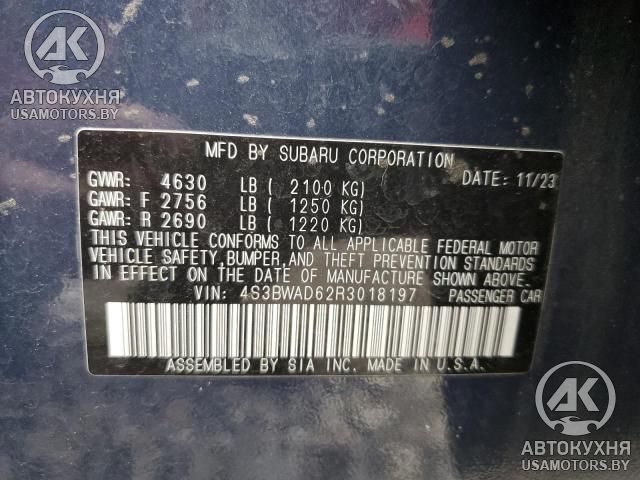 AK
АВТОКУХНЯ
USAMOTORS.BY
MFD BY SUBARU CORPORATION
GVWR: 4630 LB ( 2100 KG) DATE: 11/23
GAWR: F 2756 LB ( 1250 KG)
GAWR: R 2690 LB ( 1220 KG)
THIS VEHICLE CONFORMS TO ALL APPLICABLE FEDERAL MOTOR
VEHICLE SAFETY, BUMPER, AND THEFT PREVENTION STANDARDS
IN EFFECT ON THE DATE OF MANUFACTURE SHOWN ABOVE.
VIN: 4S3BWAD62R3018197 PASSENGER CAR
ASSEMBLED BY SIA INC. MADE IN U.S.A.
AK
АВТОКУХНЯ
USAMOTORS.BY